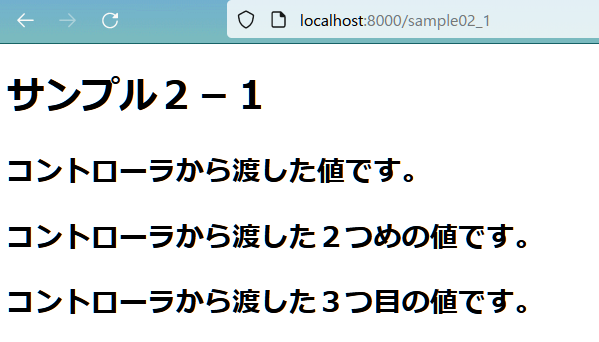 localhost:8000/sample02_1
サンプル２－１
コントローラから渡した値です。
コントローラから渡した２つめの値です。
コントローラから渡した３つ目の値です。